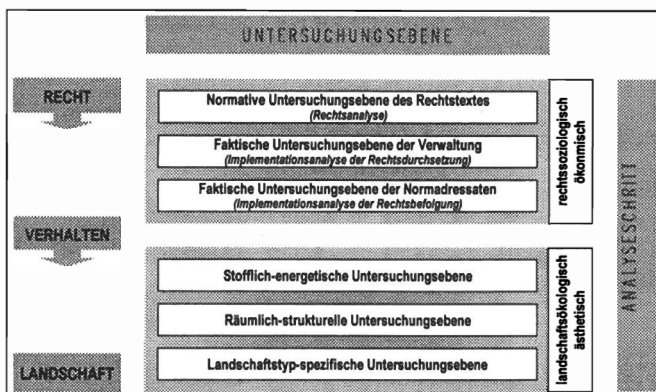 UNTERSUCHUNGSEBENE
RECHT
Normative Untersuchungsebene des Rechtstextes
(Rechtsanalyse)
Faktische Untersuchungsebene der Verwaltung
(Implementationsanalyse der Rechtsdurchsetzung)
Faktische Untersuchungsebene der Normadressaten
(Implementationsanalyse der Rechtsbefolgung)
rechtssoziologisch
ökonmisch
VERHALTEN
Stofflich-energetische Untersuchungsebene
Räumlich-strukturelle Untersuchungsebene
Landschaftstyp-spezifische Untersuchungsebene
landschaftsökologisch
ästhetisch
LANDSCHAFT
ANALYSESCHRITT